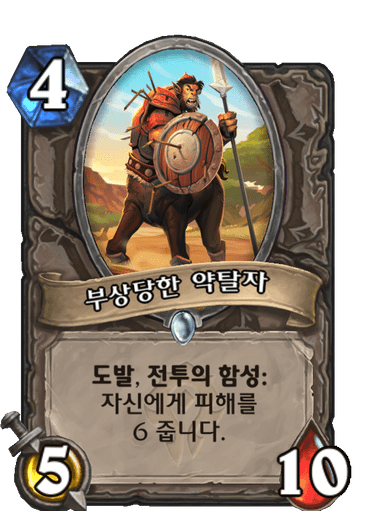 4
부상당한 약탈자
도발, 전투의 함성:
자신에게 피해를
6 줍니다.
5
10